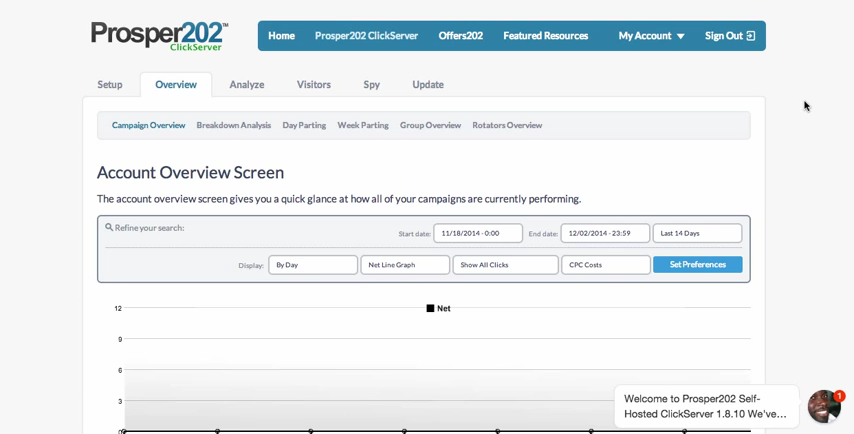 Prosper202™
ClickServer
Home Prosper202 ClickServer Offers202 Featured Resources My Account Sign Out
Setup Overview Analyze Visitors Spy Update
Campaign Overview Breakdown Analysis Day Parting Week Parting Group Overview Rotators Overview
Account Overview Screen
The account overview screen gives you a quick glance at how all of your campaigns are currently performing.
Refine your search: Start date: 11/18/2014 - 0:00 End date: 12/02/2014 - 23:59 Last 14 Days
Display: By Day Net Line Graph Show All Clicks CPC Costs Set Preferences
12 Net
9
6
3
0
Welcome to Prosper202 Self-
Hosted ClickServer 1.8.10 We've...
1